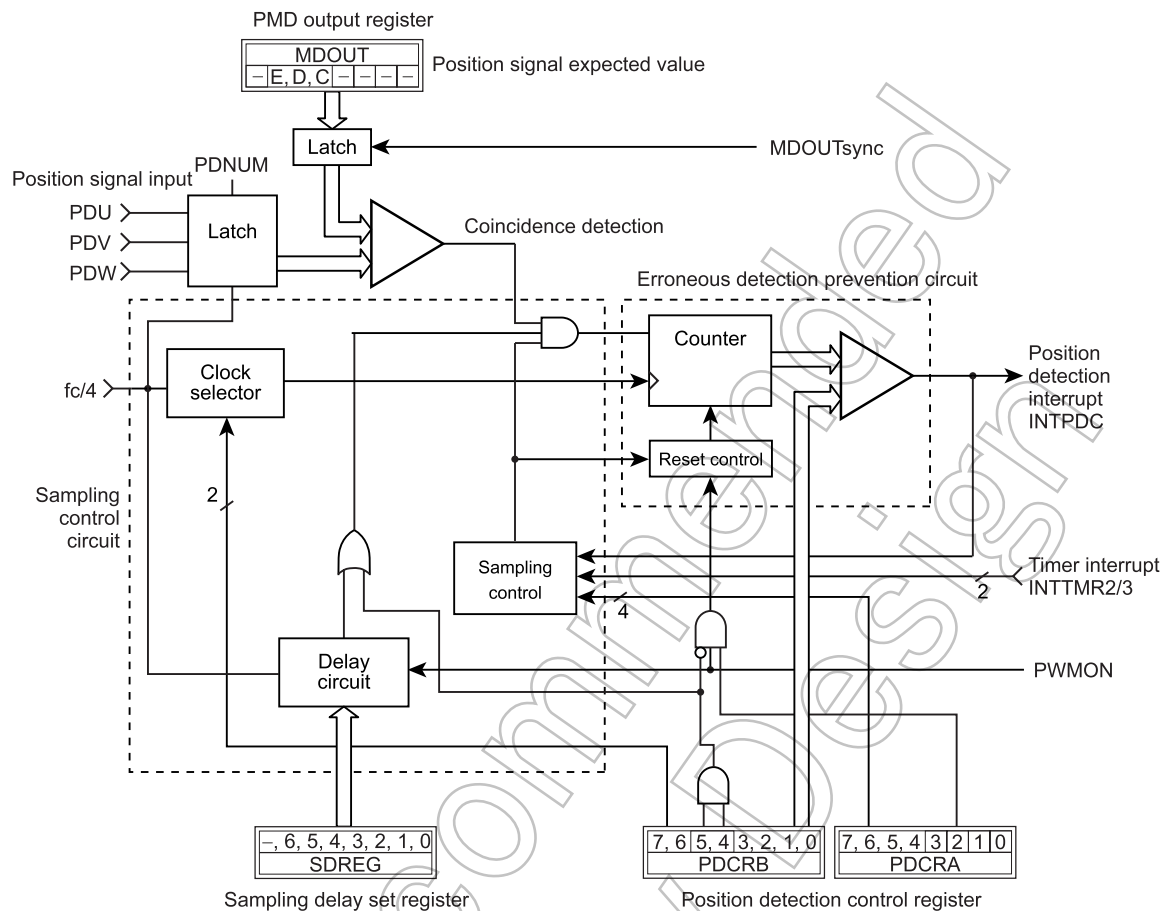 PMD output register
MDOUT
– E, D, C – – – –
Position signal expected value
Latch
MDOUTsync
PDNUM
Position signal input
PDU
PDV
PDW
Latch
Coincidence detection
Erroneous detection prevention circuit
Counter
Clock
selector
fc/4
Position
detection
interrupt
INTPDC
Reset control
2
Sampling
control
circuit
Sampling
control
4
2
Timer interrupt
INTTMR2/3
Delay
circuit
PWMON
–, 6, 5, 4, 3, 2, 1, 0
SDREG
7, 6 5, 4 3, 2, 1, 0
PDCRB
7, 6, 5, 4 3 2 1 0
PDCRA
Sampling delay set register
Position detection control register